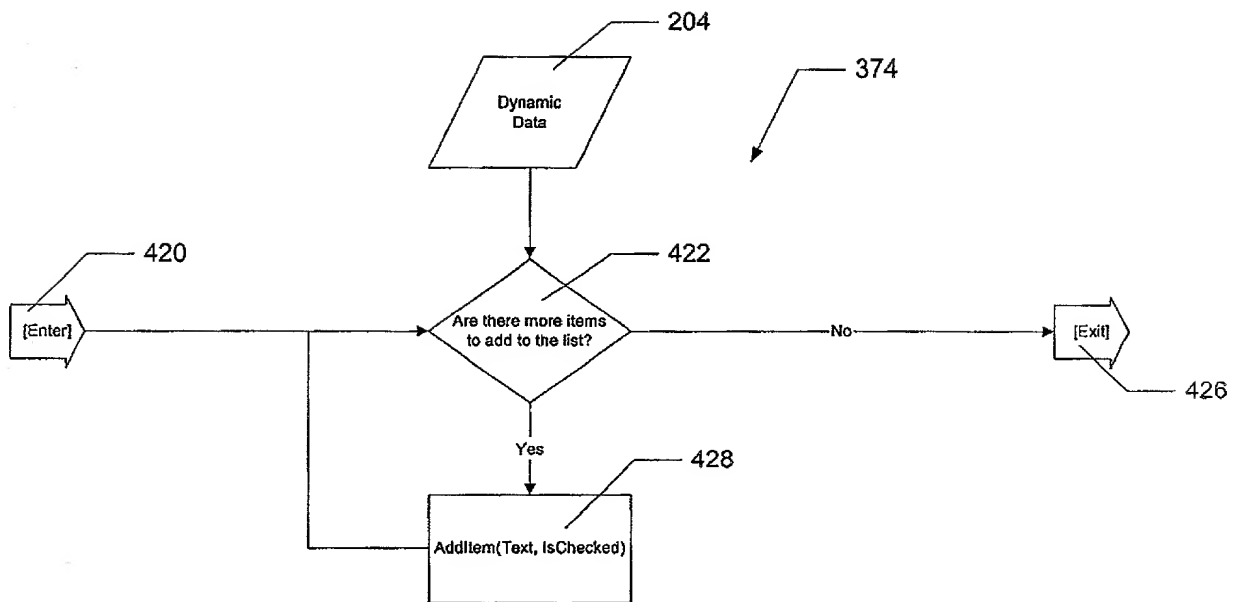 204
374
Dynamic
Data
420
422
[Enter]
Are there more items
to add to the list?
No
[Exit]
426
Yes
428
AddItem(Text, IsChecked)